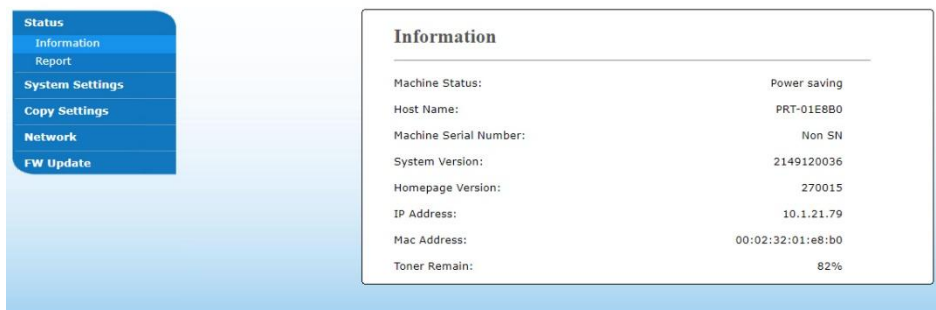 Status
Information
Report
System Settings
Copy Settings
Network
FW Update
Information
Machine Status: Power saving
Host Name: PRT-01E8B0
Machine Serial Number: Non SN
System Version: 2149120036
Homepage Version: 270015
IP Address: 10.1.21.79
Mac Address: 00:02:32:01:e8:b0
Toner Remain: 82%